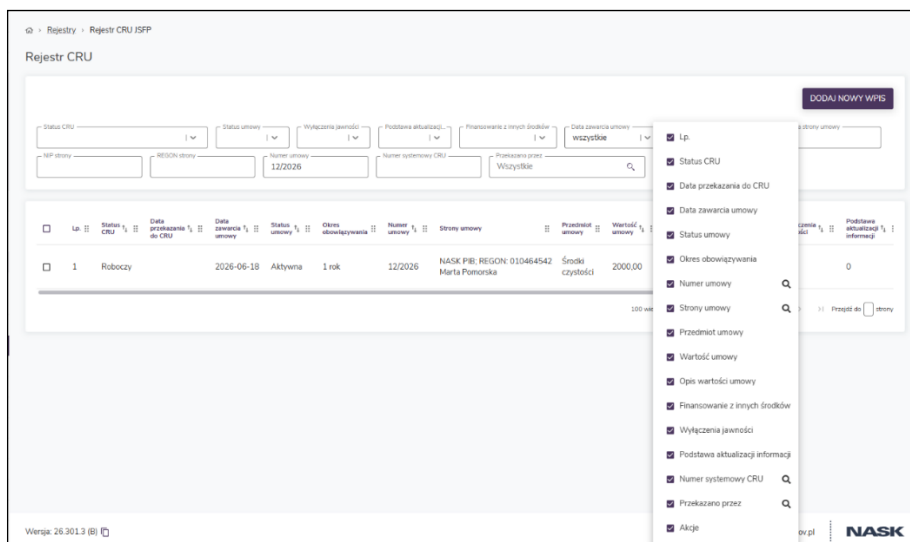 Rejestry > Rejestr CRU JSFP
Rejestr CRU
DODAJ NOWY WPIS
Status CRU
Status umowy
Wyłączenia jawności
Podstawa aktualizacji...
Finansowanie z innych środków
Data zawarcia umowy
wszystkie
strony umowy
NIP strony
REGON strony
Numer umowy
12/2026
Numer systemowy CRU
Przekazana przez
Wszystkie
Lp.
Status CRU
Data przekazania do CRU
Data zawarcia umowy
Status umowy
Okres obowiązywania
Numer umowy
Strony umowy
Przedmiot umowy
Wartość umowy
Podstawa aktualizacji informacji
1
Roboczy
2026-06-18
Aktywna
1 rok
12/2026
NASK PIB; REGON: 010464542
Marta Pomorska
Środki czystości
2000,00
0
100
Przejdź do
strony
Lp.
Status CRU
Data przekazania do CRU
Data zawarcia umowy
Status umowy
Okres obowiązywania
Numer umowy
Strony umowy
Przedmiot umowy
Wartość umowy
Opis wartości umowy
Finansowanie z innych środków
Wyłączenia jawności
Podstawa aktualizacji informacji
Numer systemowy CRU
Przekazano przez
Akcje
Wersja: 26.301.3 (B)
ov.pl
NASK